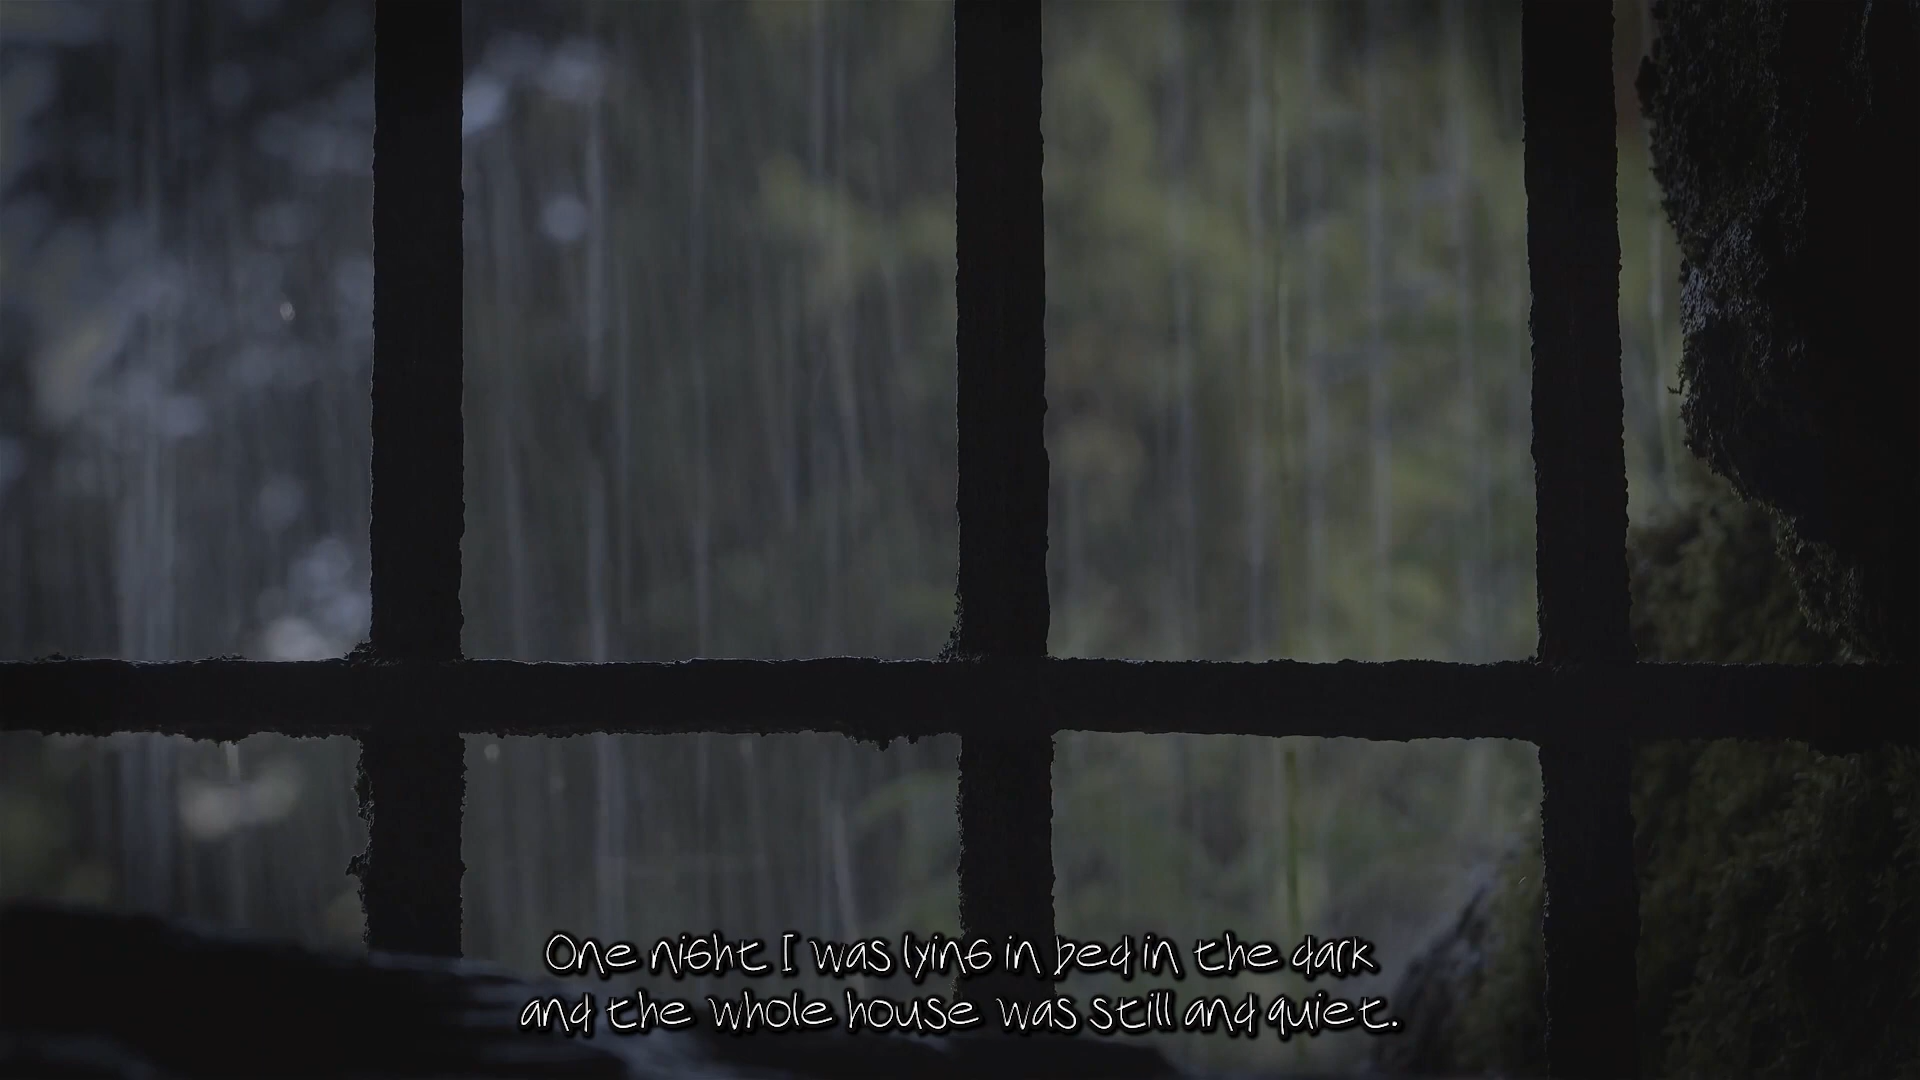 One night I was lying in bed in the dark
and the whole house was still and quiet.